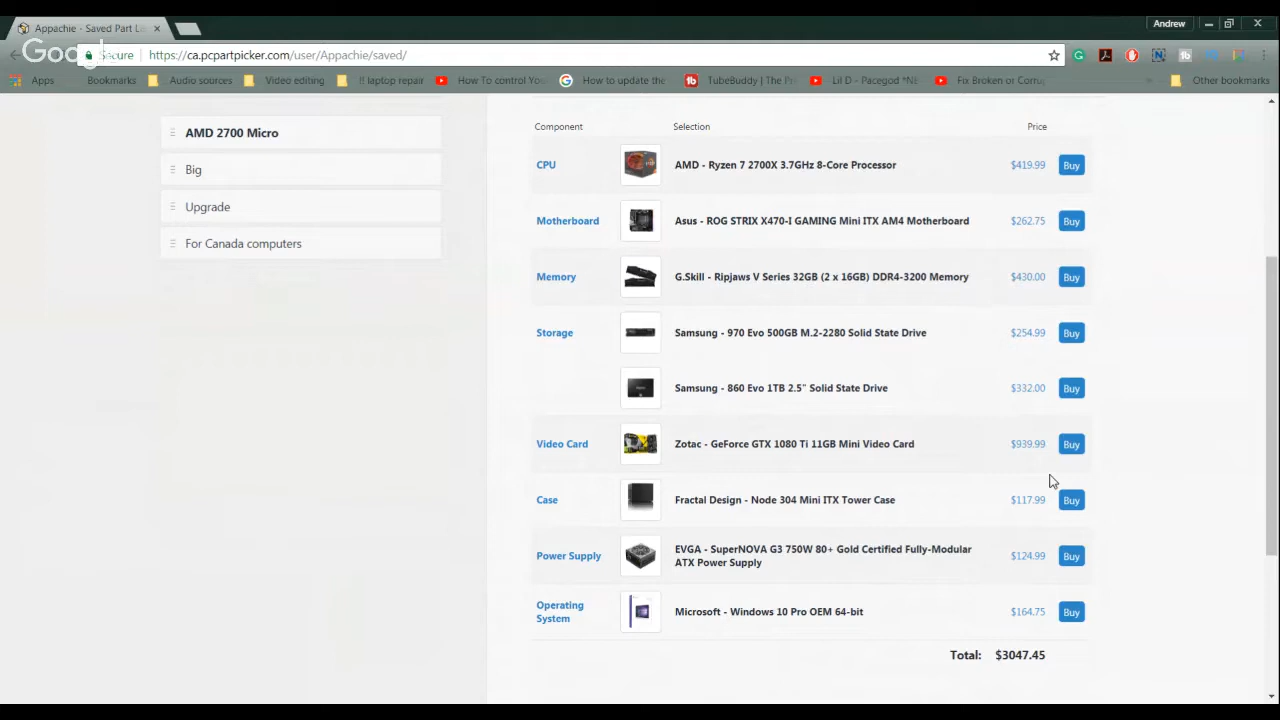 Appachie - Saved Part Li
Andrew
Goo
Secure https://ca.pcpartpicker.com/user/Appachie/saved/
Apps Bookmarks Audio sources Video editing !! laptop repair How To control You How to update the TubeBuddy | The Pr Lil D - Pacegod *NE Fix Broken or Corru Other bookmarks
AMD 2700 Micro
Big
Upgrade
For Canada computers
Component Selection Price
CPU AMD - Ryzen 7 2700X 3.7GHz 8-Core Processor $419.99 Buy
Motherboard Asus - ROG STRIX X470-I GAMING Mini ITX AM4 Motherboard $262.75 Buy
Memory G.Skill - Ripjaws V Series 32GB (2 x 16GB) DDR4-3200 Memory $430.00 Buy
Storage Samsung - 970 Evo 500GB M.2-2280 Solid State Drive $254.99 Buy
Samsung - 860 Evo 1TB 2.5" Solid State Drive $332.00 Buy
Video Card Zotac - GeForce GTX 1080 Ti 11GB Mini Video Card $939.99 Buy
Case Fractal Design - Node 304 Mini ITX Tower Case $117.99 Buy
Power Supply EVGA - SuperNOVA G3 750W 80+ Gold Certified Fully-Modular
ATX Power Supply $124.99 Buy
Operating
System Microsoft - Windows 10 Pro OEM 64-bit $164.75 Buy
Total: $3047.45